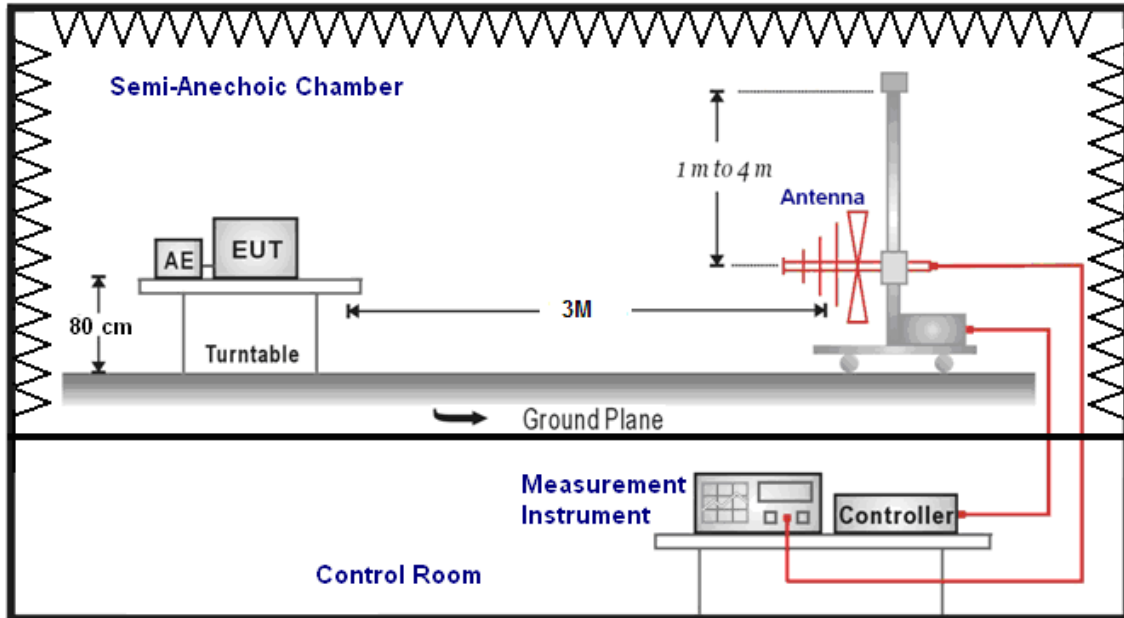 Semi-Anechoic Chamber
1 m to 4 m
Antenna
AE
EUT
80 cm
3M
Turntable
Ground Plane
Measurement
Instrument
Controller
Control Room